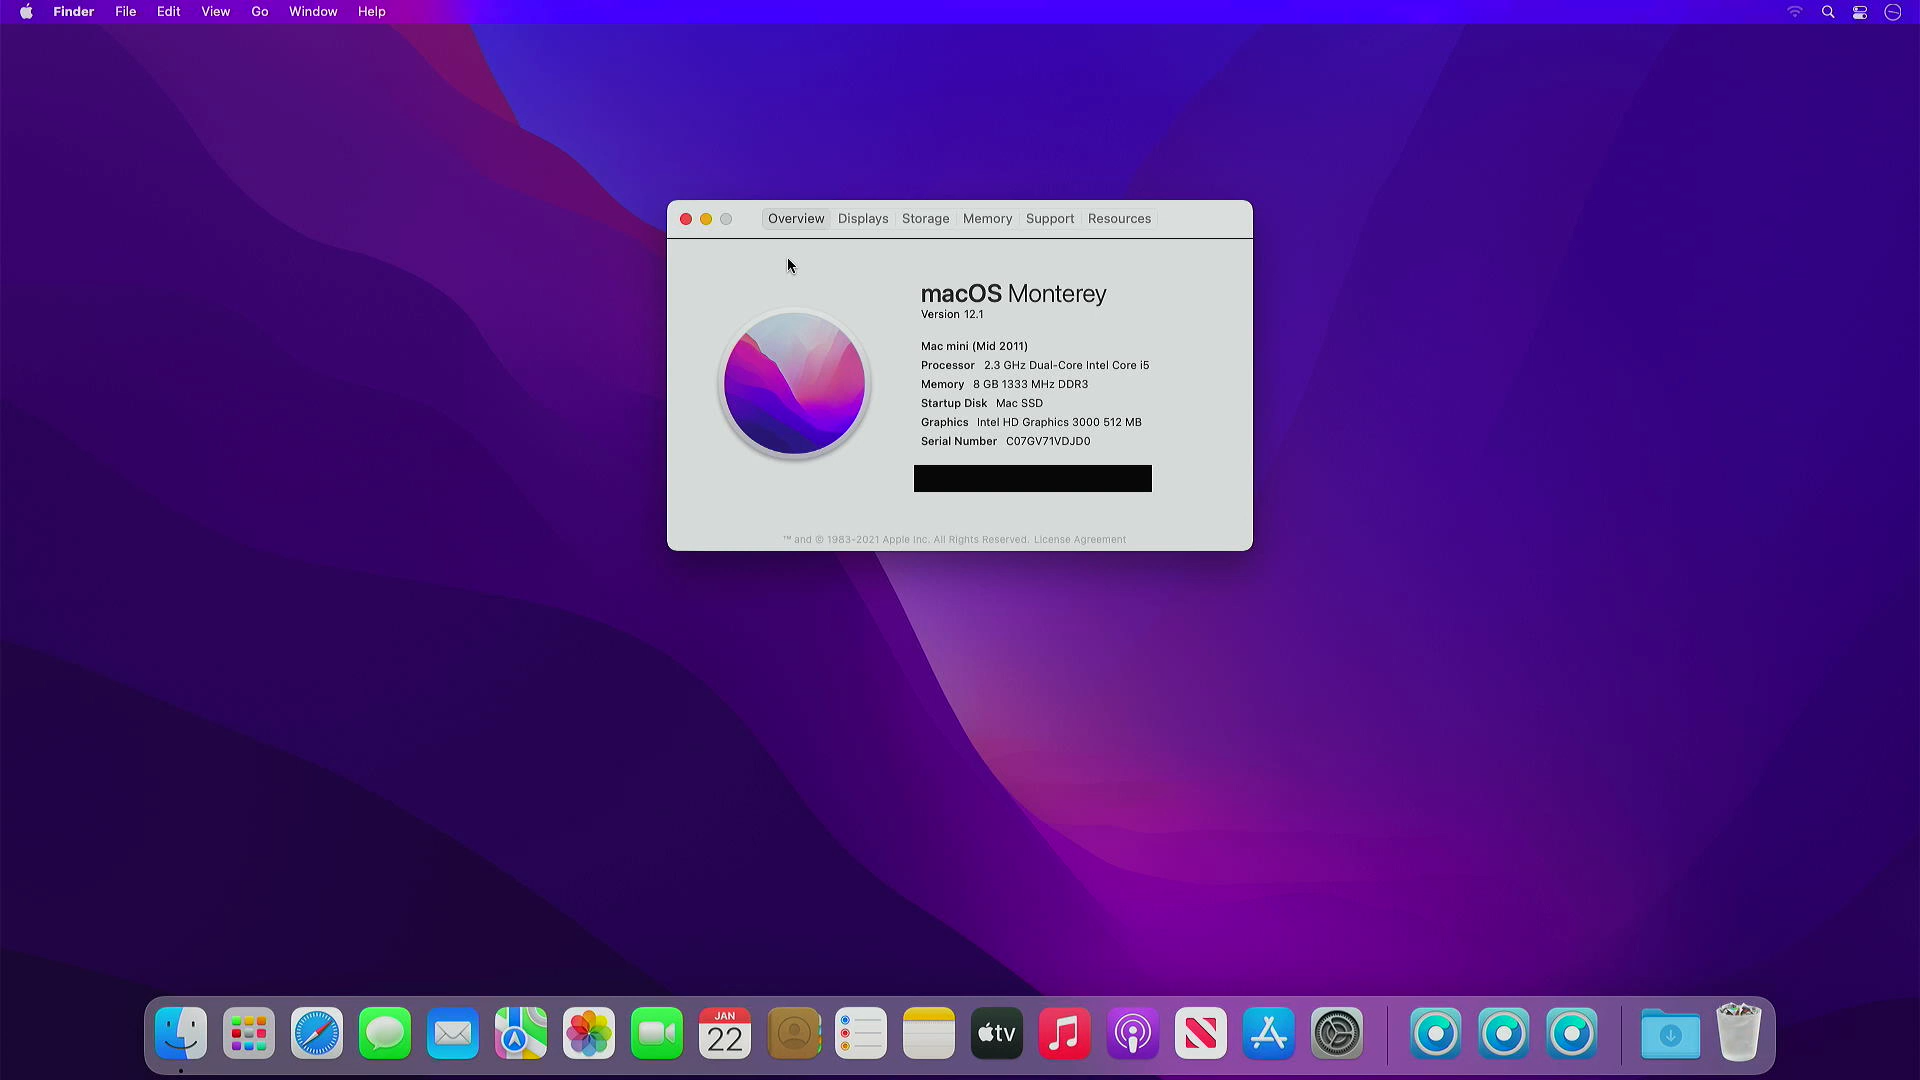 Finder File Edit View Go Window Help
Overview Displays Storage Memory Support Resources
macOS Monterey
Version 12.1
Mac mini (Mid 2011)
Processor 2.3 GHz Dual-Core Intel Core i5
Memory 8 GB 1333 MHz DDR3
Startup Disk Mac SSD
Graphics Intel HD Graphics 3000 512 MB
Serial Number C07GV71VDJD0
™ and © 1983-2021 Apple Inc. All Rights Reserved. License Agreement
JAN
22
tv